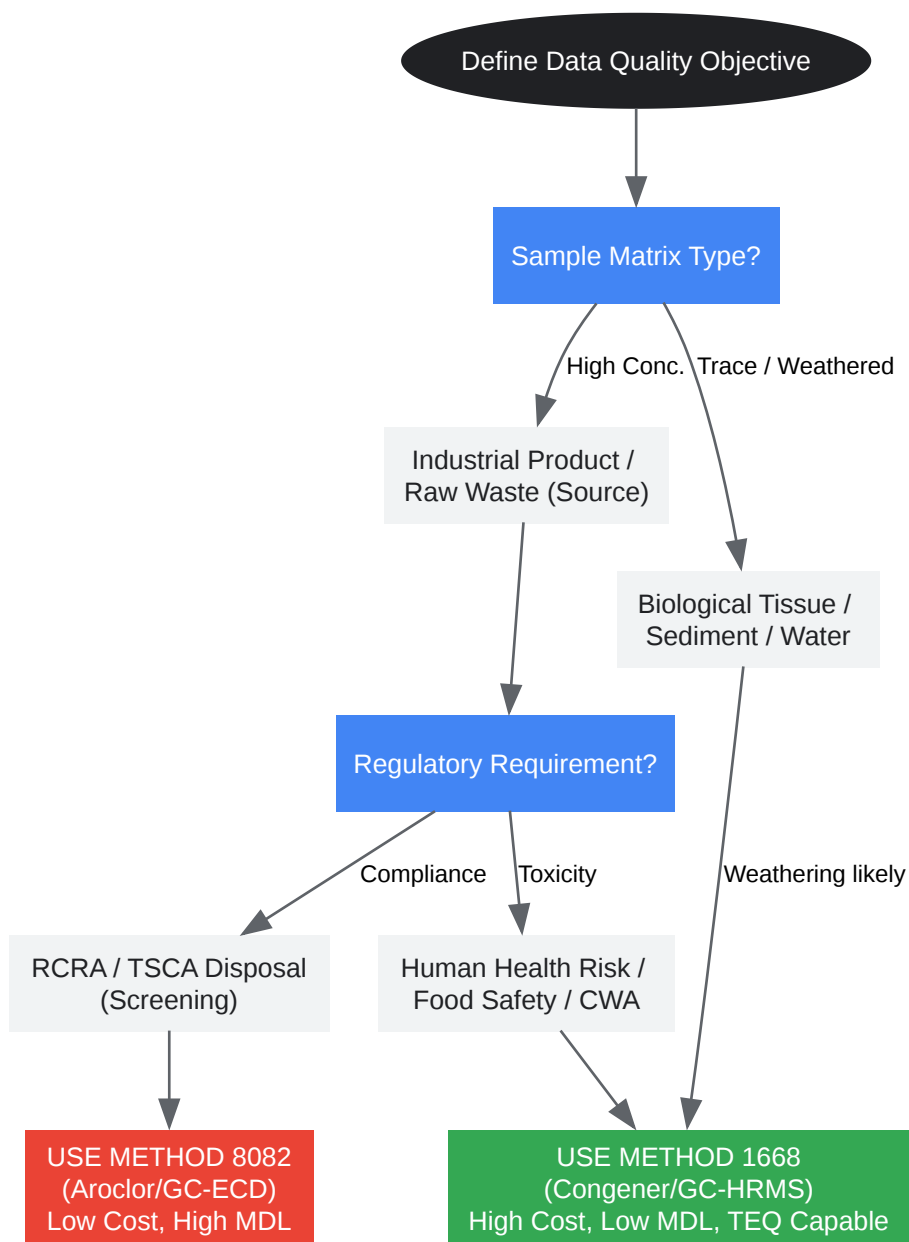 Define Data Quality Objective
Sample Matrix Type?
High Conc.
Trace / Weathered
Industrial Product /
Raw Waste (Source)
Biological Tissue /
Sediment / Water
Regulatory Requirement?
Compliance
Toxicity
Weathering likely
RCRA / TSCA Disposal
(Screening)
Human Health Risk /
Food Safety / CWA
USE METHOD 8082
(Aroclor/GC-ECD)
Low Cost, High MDL
USE METHOD 1668
(Congener/GC-HRMS)
High Cost, Low MDL, TEQ Capable